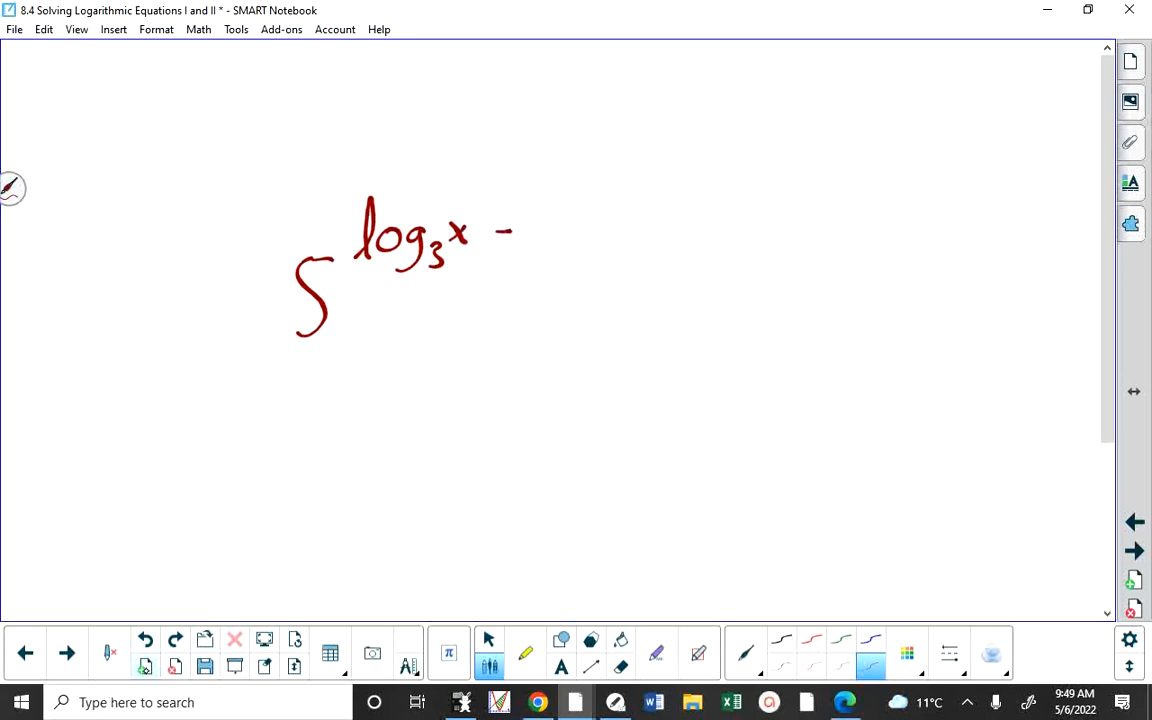 8.4 Solving Logarithmic Equations I and II * - SMART Notebook
File Edit View Insert Format Math Tools Add-ons Account Help
5^log₃x -
π
A
Type here to search
11°C
9:49 AM
5/6/2022